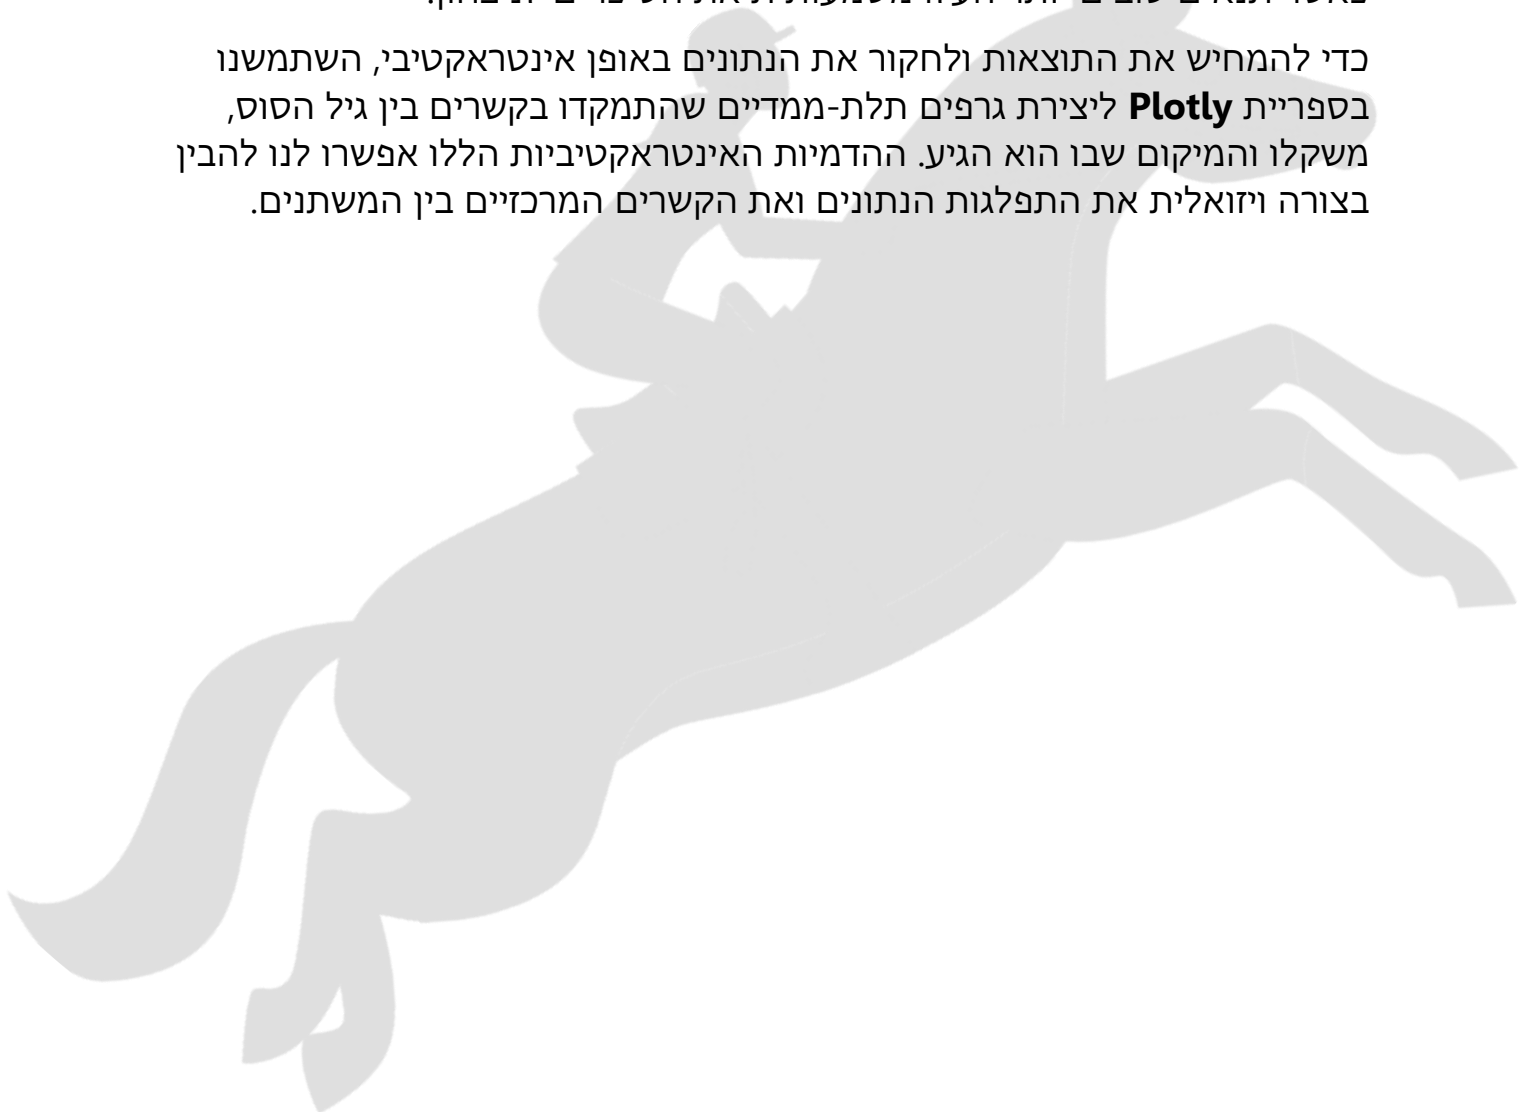 כדי להמחיש את התוצאות ולחקור את הנתונים באופן אינטראקטיבי, השתמשנו
בספריית Plotly ליצירת גרפים תלת-ממדיים שהתמקדו בקשרים בין גיל הסוס,
משקלו והמיקום שבו הוא הגיע. ההדמיות האינטראקטיביות הללו אפשרו לנו להבין
בצורה ויזואלית את התפלגות הנתונים ואת הקשרים המרכזיים בין המשתנים.